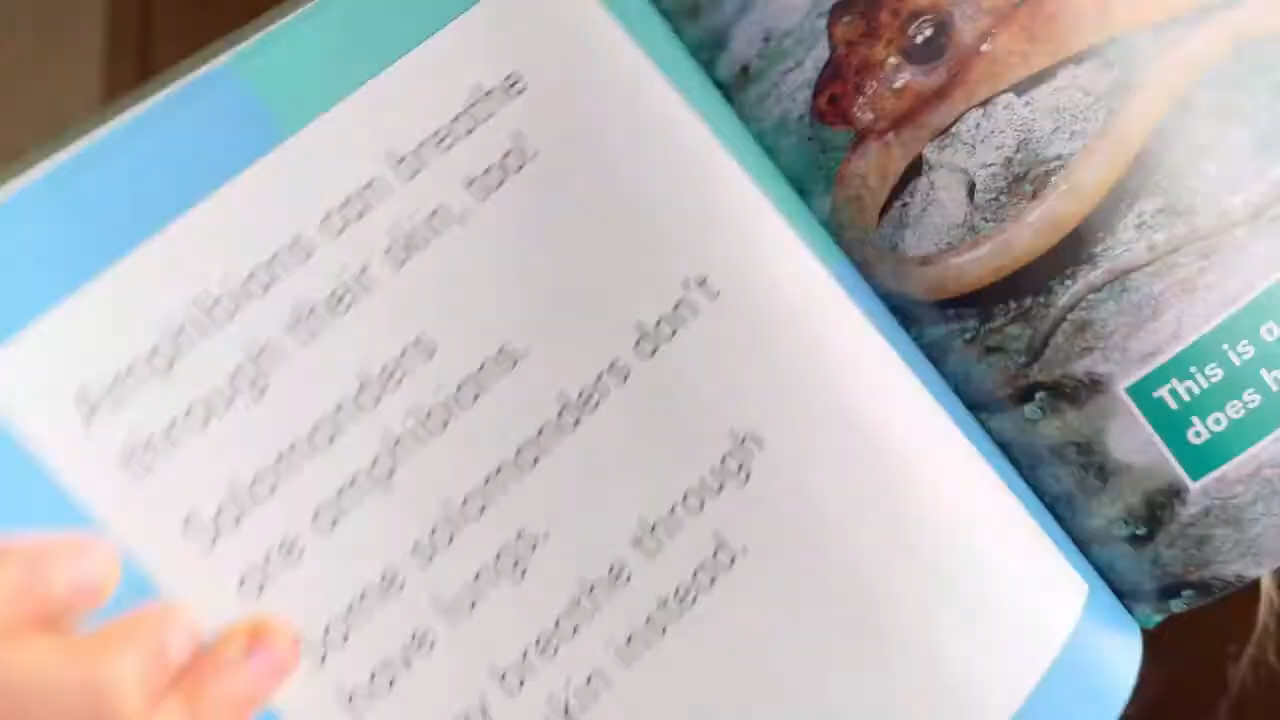 Amphibians can breathe
through their skin, too!
Salamanders
are amphibians.
some salamanders don't
have lungs.
breathe through
skin instead.
This is a
does h